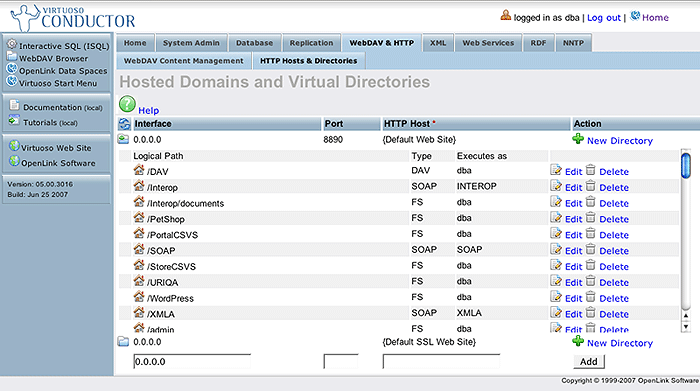 VIRTUOSO
CONDUCTOR
logged in as dba | Log out | Home
Interactive SQL (ISQL)
WebDAV Browser
OpenLink Data Spaces
Virtuoso Start Menu
Documentation (local)
Tutorials (local)
Virtuoso Web Site
OpenLink Software
Version: 05.00.3016
Build: Jun 25 2007
Home System Admin Database Replication WebDAV & HTTP XML Web Services RDF NNTP
WebDAV Content Management HTTP Hosts & Directories
Hosted Domains and Virtual Directories
? Help
Interface Port HTTP Host * Action
0.0.0.0 8890 {Default Web Site} New Directory
Logical Path Type Executes as
/DAV DAV dba Edit Delete
/Interop SOAP INTEROP Edit Delete
/Interop/documents FS dba Edit Delete
/PetShop FS dba Edit Delete
/PortalCSVS FS dba Edit Delete
/SOAP SOAP SOAP Edit Delete
/StoreCSVS FS dba Edit Delete
/URIQA FS dba Edit Delete
/WordPress FS dba Edit Delete
/XMLA SOAP XMLA Edit Delete
/admin FS dba Edit Delete
0.0.0.0 {Default SSL Web Site} New Directory
0.0.0.0 Add
Copyright © 1999-2007 OpenLink Software